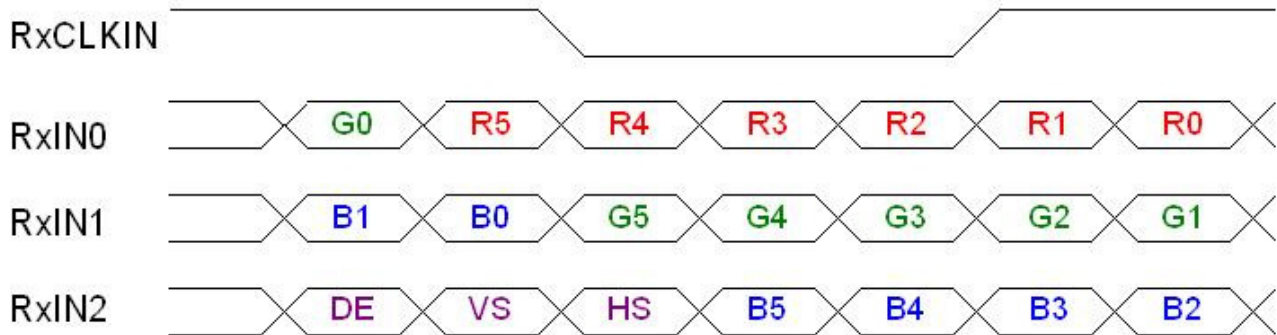 RxCLKIN
RxIN0 G0 R5 R4 R3 R2 R1 R0
RxIN1 B1 B0 G5 G4 G3 G2 G1
RxIN2 DE VS HS B5 B4 B3 B2